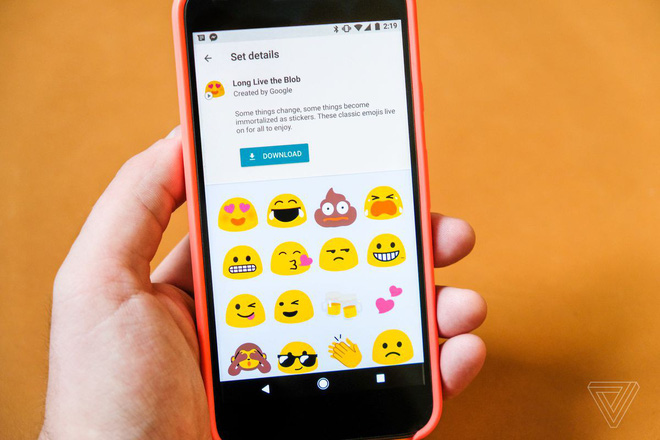 2:19
Set details
Long Live the Blob
Created by Google
Some things change, some things become
immortalized as stickers. These classic emojis live
on for all to enjoy.
DOWNLOAD